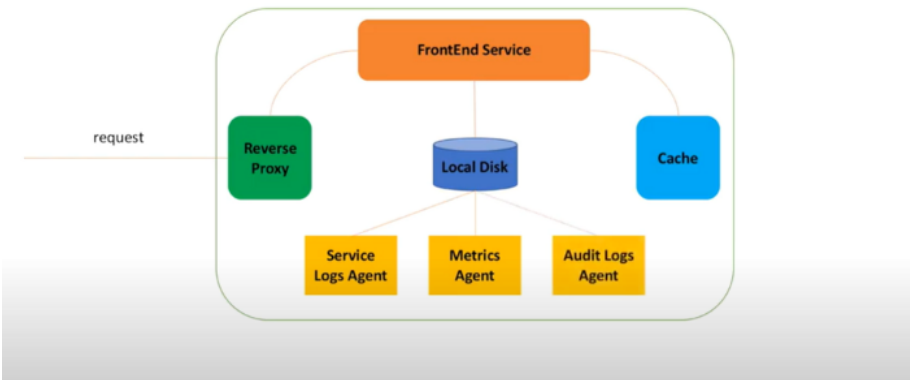 FrontEnd Service
request
Reverse
Proxy
Local Disk
Cache
Service
Logs Agent
Metrics
Agent
Audit Logs
Agent